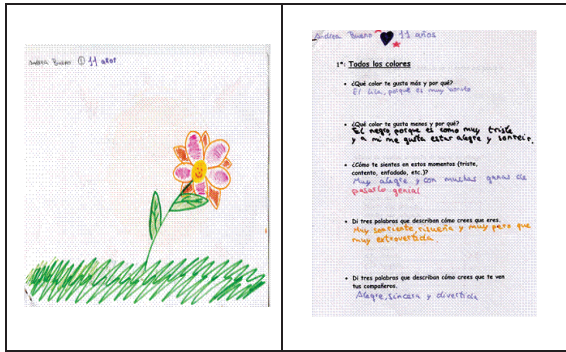 Andrea Bueno ① 11 años
Andrea Bueno 11 años
1ª: Todos los colores
• ¿Qué color te gusta más y por qué?
El lila, porque es muy bonito
• ¿Qué color te gusta menos y por qué?
El negro porque es como muy triste
y a mi me gusta estar alegre y sonreir.
• ¿Cómo te sientes en estos momentos (triste,
contento, enfadado, etc.)?
Muy alegre y con muchas ganas de
pasarlo genial
• Di tres palabras que describan cómo crees que eres.
Muy sonriente, risueña y muy pero que
muy extrovertida.
• Di tres palabras que describan cómo crees que te ven
tus compañeros.
Alegre, sincera y divertida